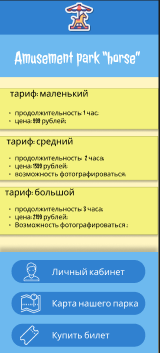 Amusement park "horse"
тариф: маленький
• продолжительность 1 час.
• цена: 999 рублей;
тариф: средний
• продолжительность 2 часа.
• цена: 1599 рублей;
• возможность фотографироваться.
тариф: большой
• продолжительность 3 часа.
• цена: 2199 рублей;
• Возможность фотографироваться;
Личный кабинет
Карта нашего парка
Купить билет